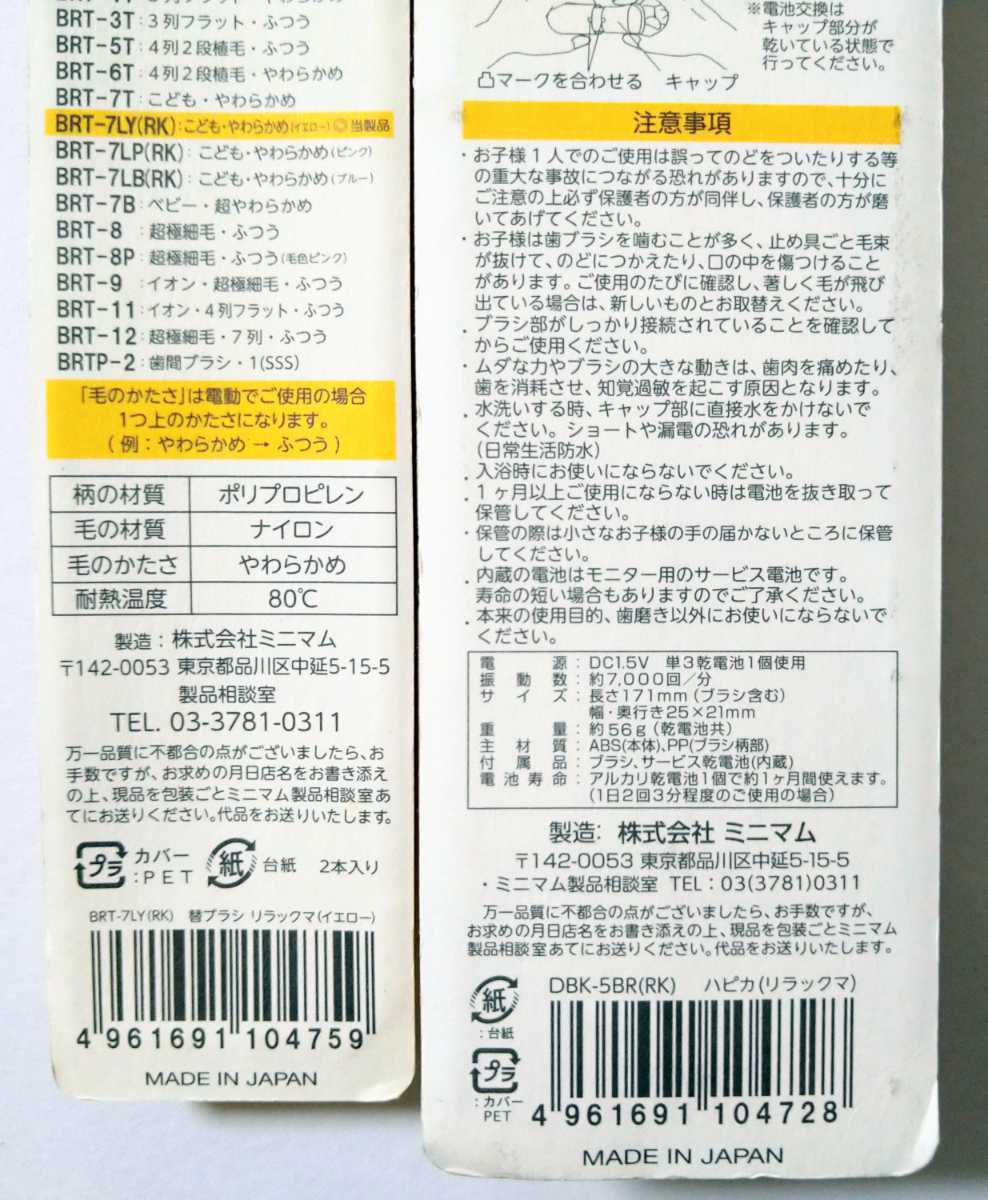 BRT-3T:3列フラット・ふつう
BRT-5T:4列2段植毛・ふつう
BRT-6T:4列2段植毛・やわらかめ
BRT-7T:こども・やわらかめ
BRT-7LY(RK):こども・やわらかめ(イエロー)◎当製品
BRT-7LP(RK):こども・やわらかめ(ピンク)
BRT-7LB(RK):こども・やわらかめ(ブルー)
BRT-7B:ベビー・超やわらかめ
BRT-8:超極細毛・ふつう
BRT-8P:超極細毛・ふつう(毛色ピンク)
BRT-9:イオン・超極細毛・ふつう
BRT-11:イオン・4列フラット・ふつう
BRT-12:超極細毛・7列・ふつう
BRTP-2:歯間ブラシ・1(SSS)
「毛のかたさ」は電動でご使用の場合
1つ上のかたさになります。
(例:やわらかめ → ふつう)
柄の材質 ポリプロピレン
毛の材質 ナイロン
毛のかたさ やわらかめ
耐熱温度 80℃
製造:株式会社ミニマム
〒142-0053 東京都品川区中延5-15-5
製品相談室
TEL. 03-3781-0311
万一品質に不都合の点がございましたら、お
手数ですが、お求めの月日店名をお書き添え
の上、現品を包装ごとミニマム製品相談室あ
てにお送りください。代品をお送りいたします。
プラ カバー:PET 紙 台紙 2本入り
BRT-7LY(RK) 替ブラシ リラックマ(イエロー)
4 961691 104759
MADE IN JAPAN
※電池交換は
キャップ部分が
乾いている状態で
行ってください。
凸マークを合わせる キャップ
注意事項
・お子様1人でのご使用は誤ってのどをついたりする等
の重大な事故につながる恐れがありますので、十分に
ご注意の上必ず保護者の方が同伴し、保護者の方が磨
いてあげてください。
・お子様は歯ブラシを噛むことが多く、止め具ごと毛束
が抜けて、のどにつかえたり、口の中を傷つけること
があります。ご使用のたびに確認し、著しく毛が飛び
出ている場合は、新しいものとお取替えください。
・ブラシ部がしっかり接続されていることを確認して
からご使用ください。
・ムダな力やブラシの大きな動きは、歯肉を痛めたり、
歯を消耗させ、知覚過敏を起こす原因となります。
・水洗いする時、キャップ部に直接水をかけないで
ください。ショートや漏電の恐れがあります。
(日常生活防水)
・入浴時にお使いにならないでください。
・1ヶ月以上ご使用にならない時は電池を抜き取って
保管してください。
・保管の際は小さなお子様の手の届かないところに保管
してください。
・内蔵の電池はモニター用のサービス電池です。
寿命の短い場合もありますのでご了承ください。
・本来の使用目的、歯磨き以外にお使いにならないで
ください。
電源:DC1.5V 単3乾電池1個使用
振動数:約7,000回/分
サイズ:長さ171mm(ブラシ含む)
幅・奥行き25×21mm
重量:約56g(乾電池共)
主材質:ABS(本体)、PP(ブラシ柄部)
付属品:ブラシ、サービス乾電池(内蔵)
電池寿命:アルカリ乾電池1個で約1ヶ月間使えます。
(1日2回3分程度のご使用の場合)
製造:株式会社 ミニマム
〒142-0053 東京都品川区中延5-15-5
・ミニマム製品相談室 TEL:03(3781)0311
万一品質に不都合の点がございましたら、お手数ですが、
お求めの月日店名をお書き添えの上、現品を包装ごとミニマム
製品相談室あてにお送りください。代品をお送りいたします。
紙
:台紙
プラ
:カバー
PET
DBK-5BR(RK) ハピカ(リラックマ)
4 961691 104728
MADE IN JAPAN